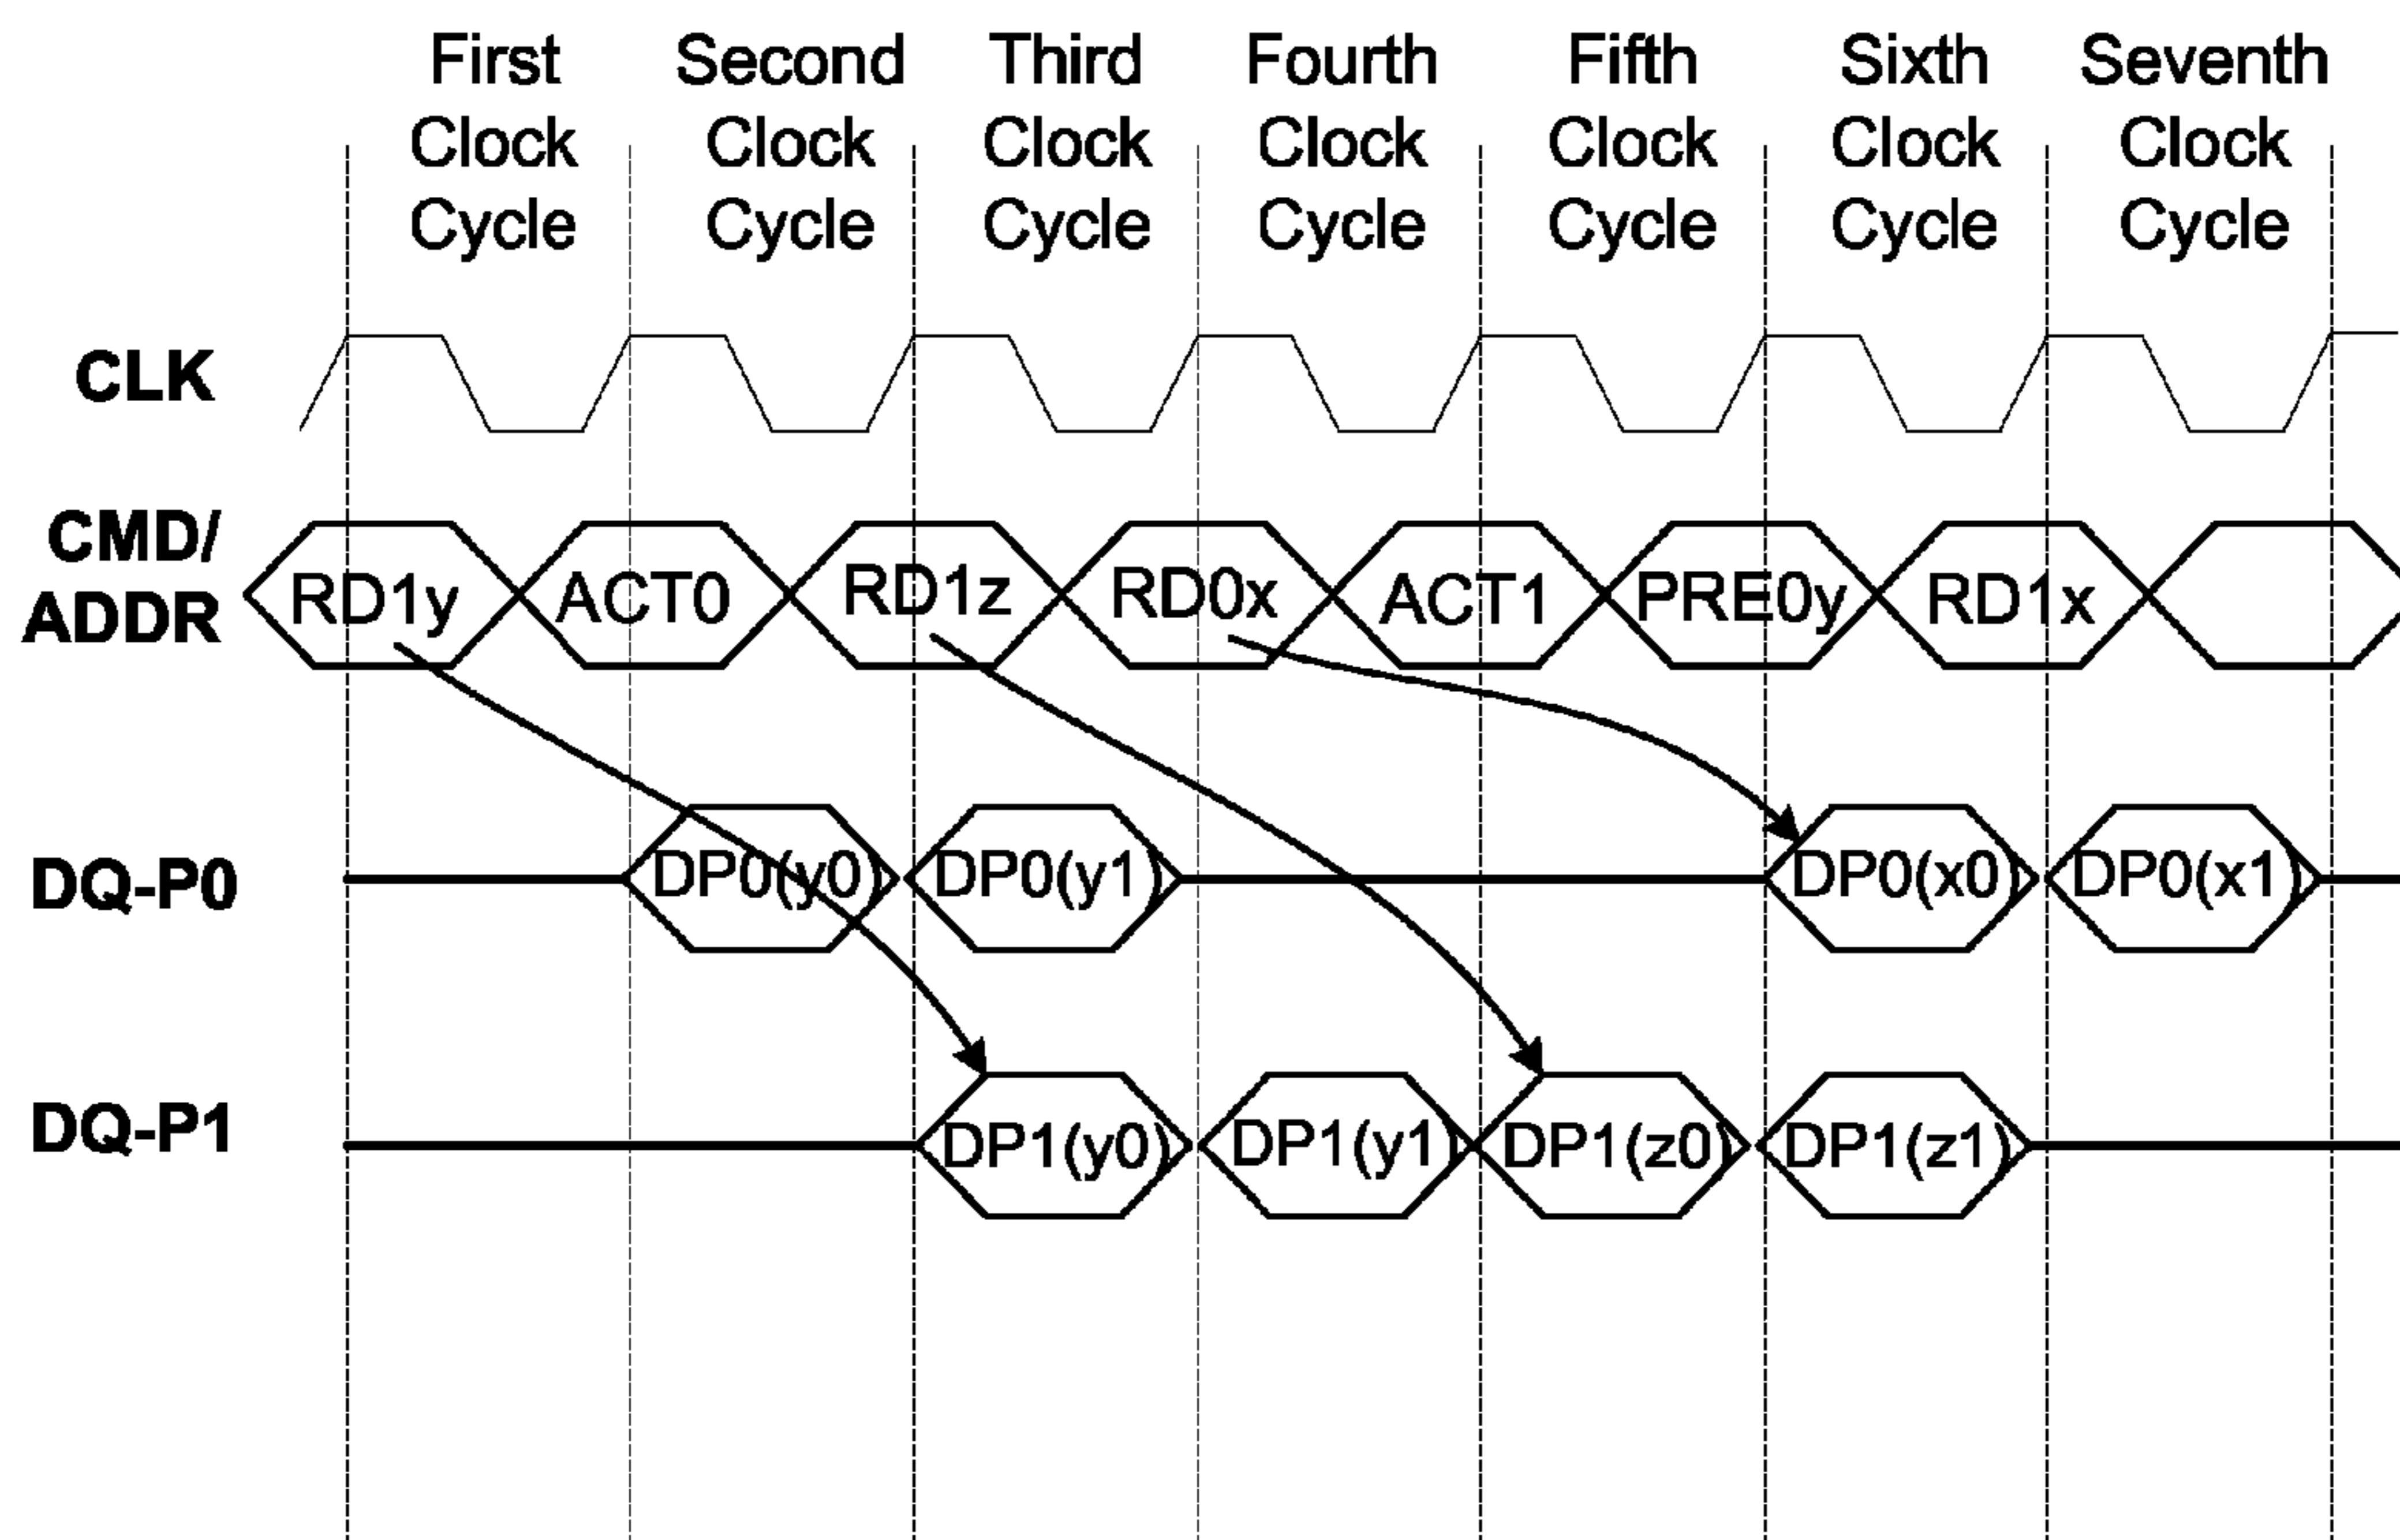 First Second Third Fourth Fifth Sixth Seventh
Clock Clock Clock Clock Clock Clock Clock
Cycle Cycle Cycle Cycle Cycle Cycle Cycle
CLK
CMD/
ADDR RD1y ACT0 RD1z RD0x ACT1 PRE0y RD1x
DQ-P0 DP0(y0) DP0(y1) DP0(x0) DP0(x1)
DQ-P1 DP1(y0) DP1(y1) DP1(z0) DP1(z1)